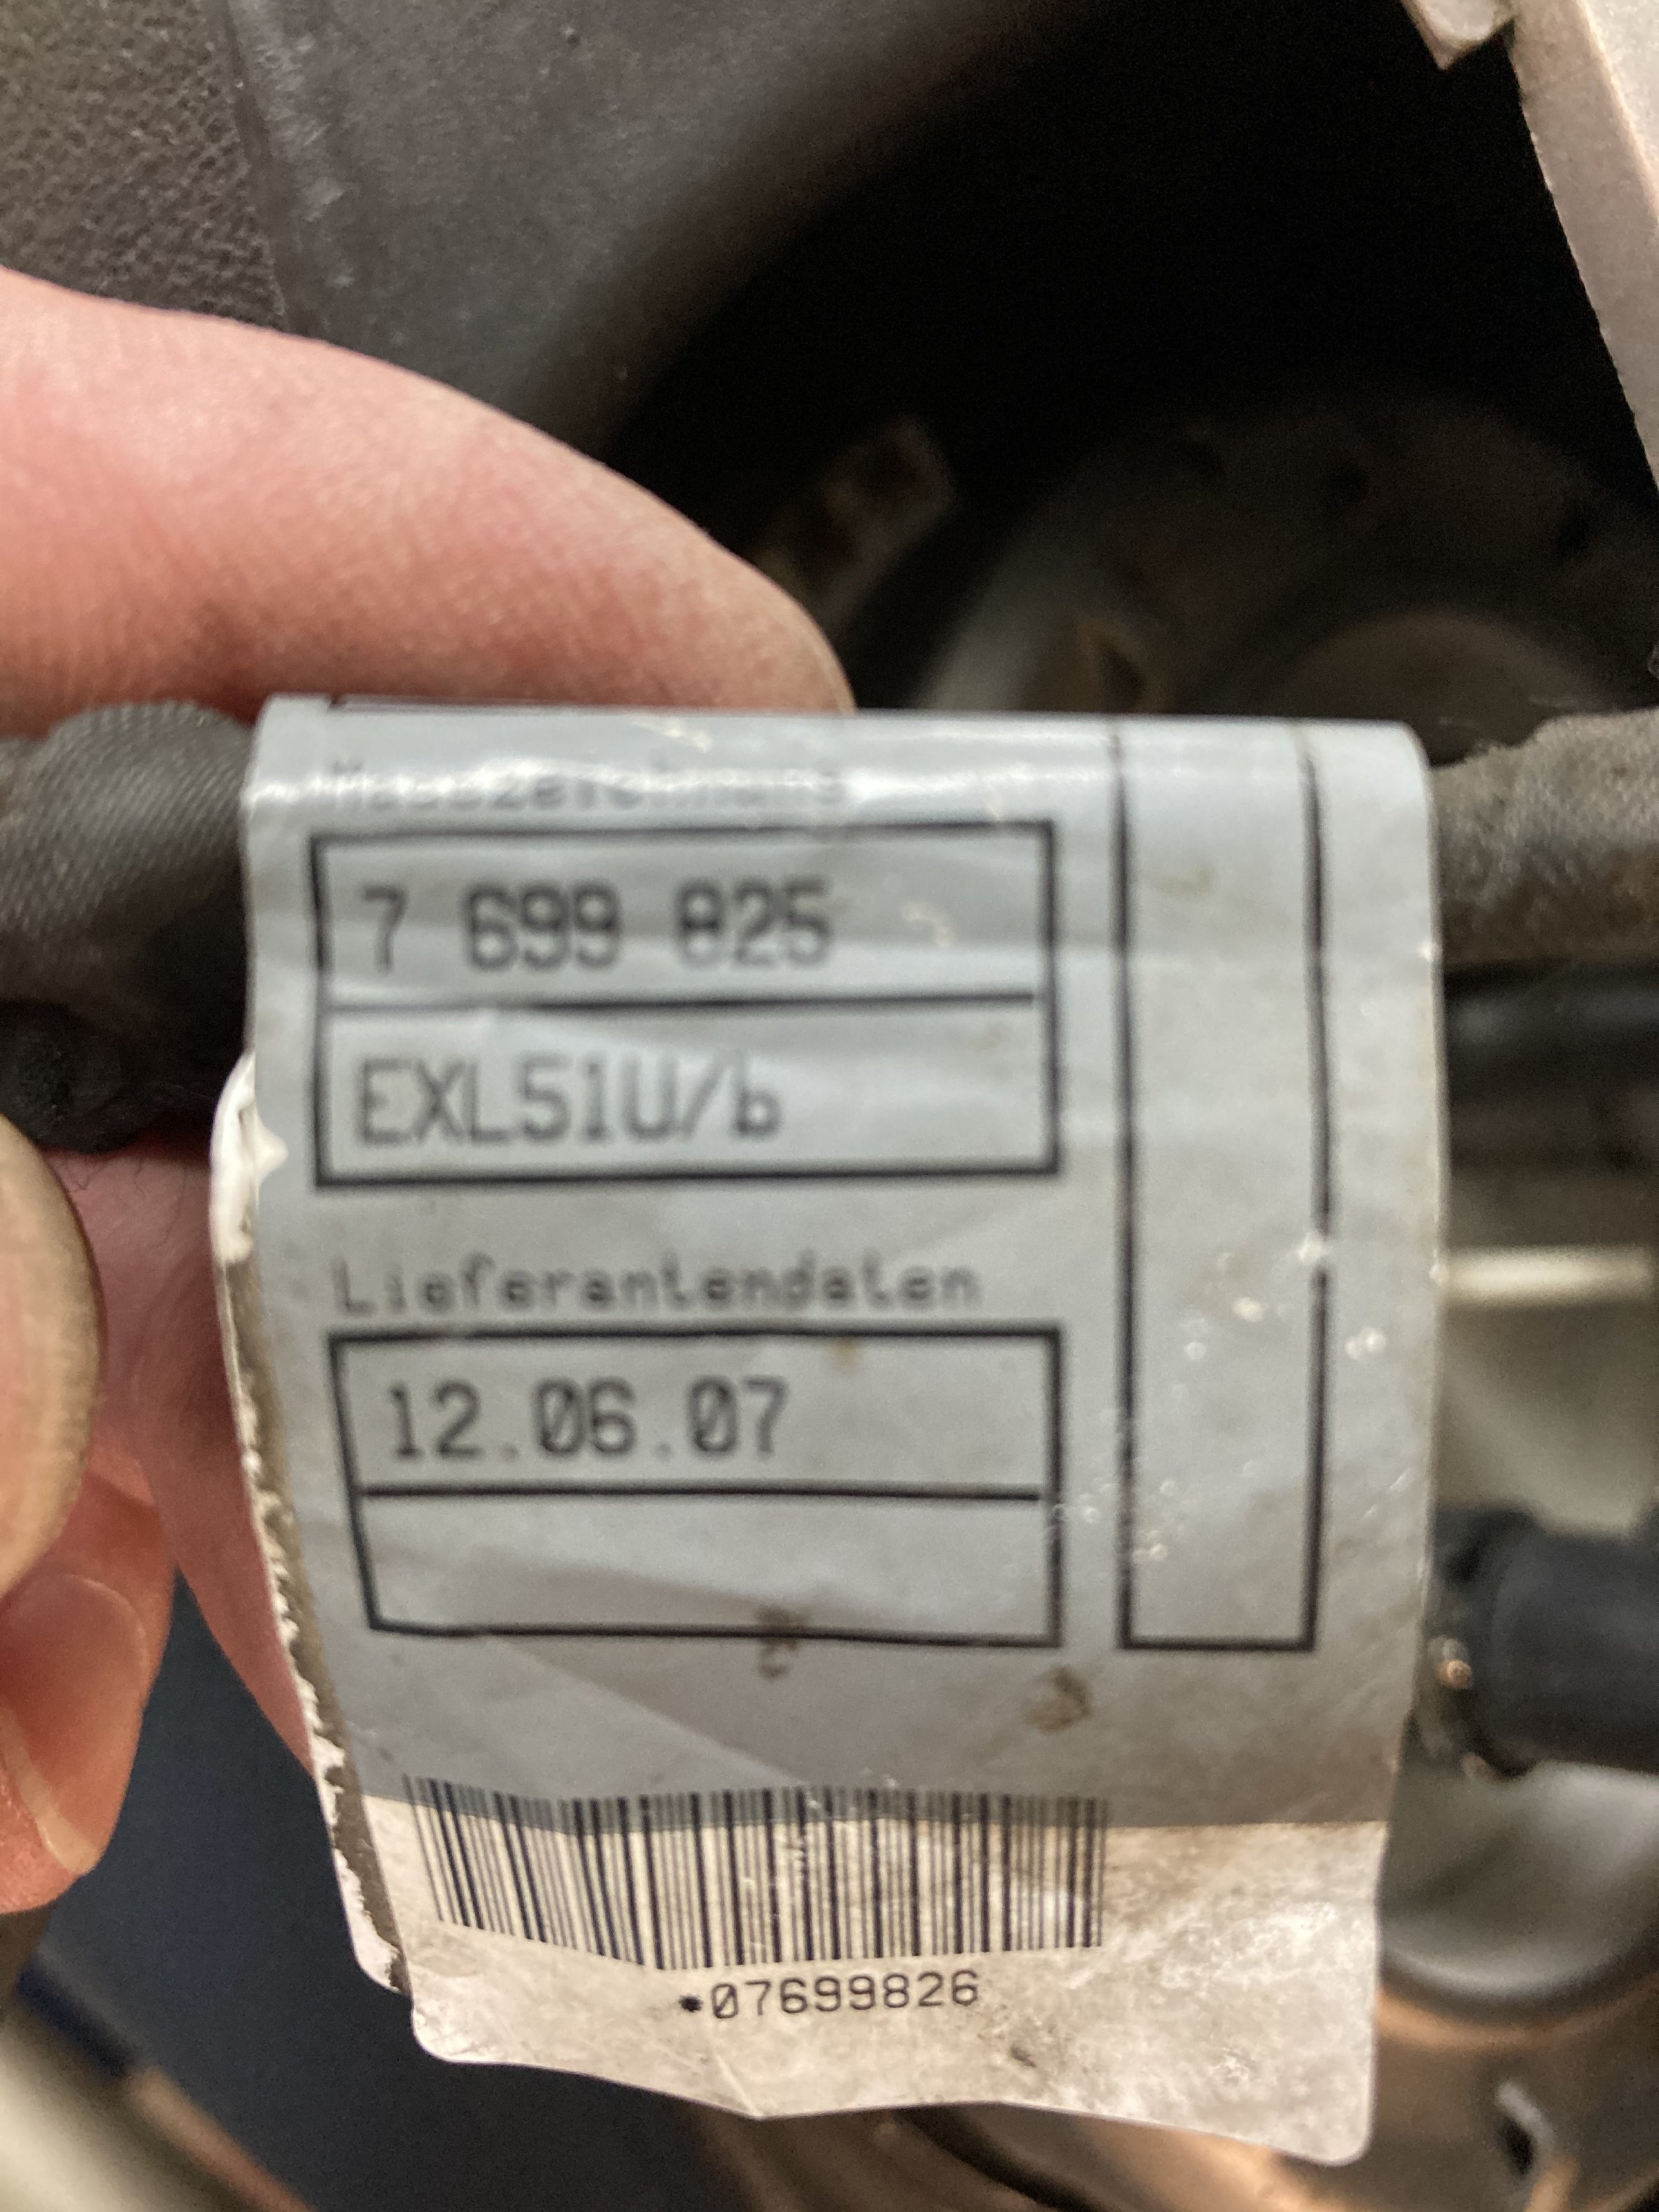 7 699 825
EXL51U/b
Lieferantendaten
12.06.07
*07699826